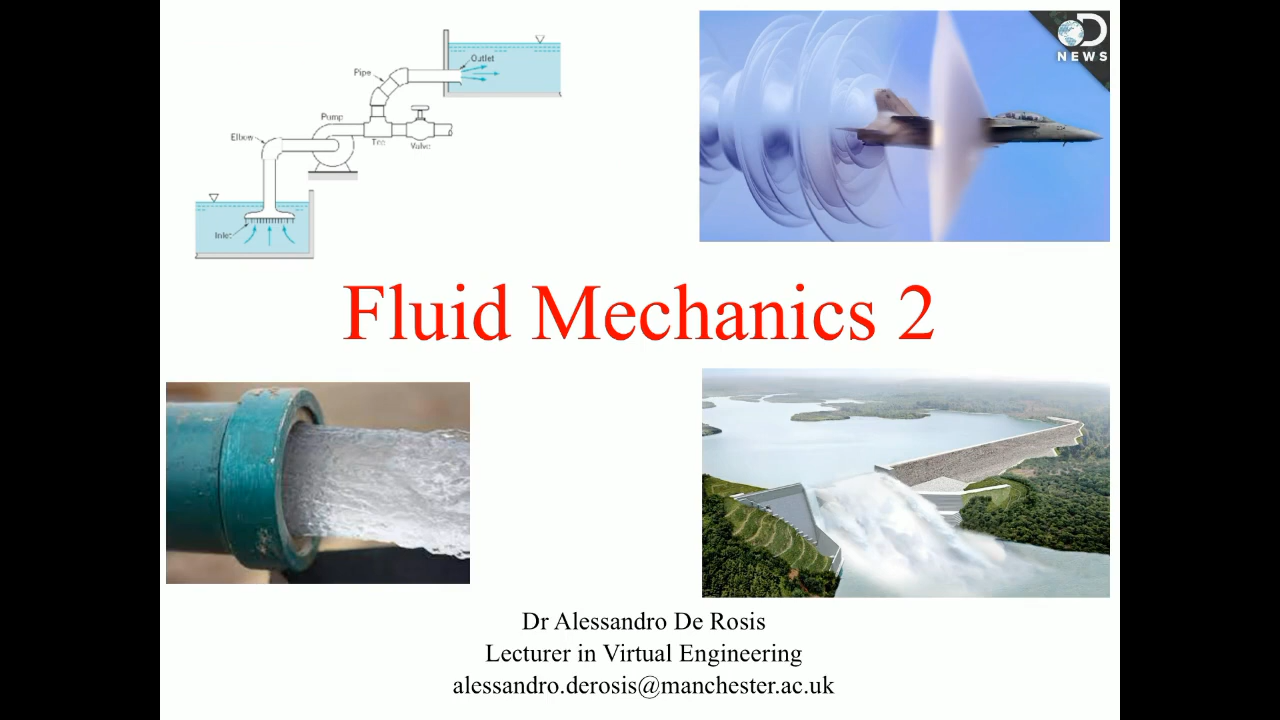 Outlet
Pipe
Pump
Elbow
Tee
Valve
Inlet
D
NEWS
Fluid Mechanics 2
Dr Alessandro De Rosis
Lecturer in Virtual Engineering
alessandro.derosis@manchester.ac.uk